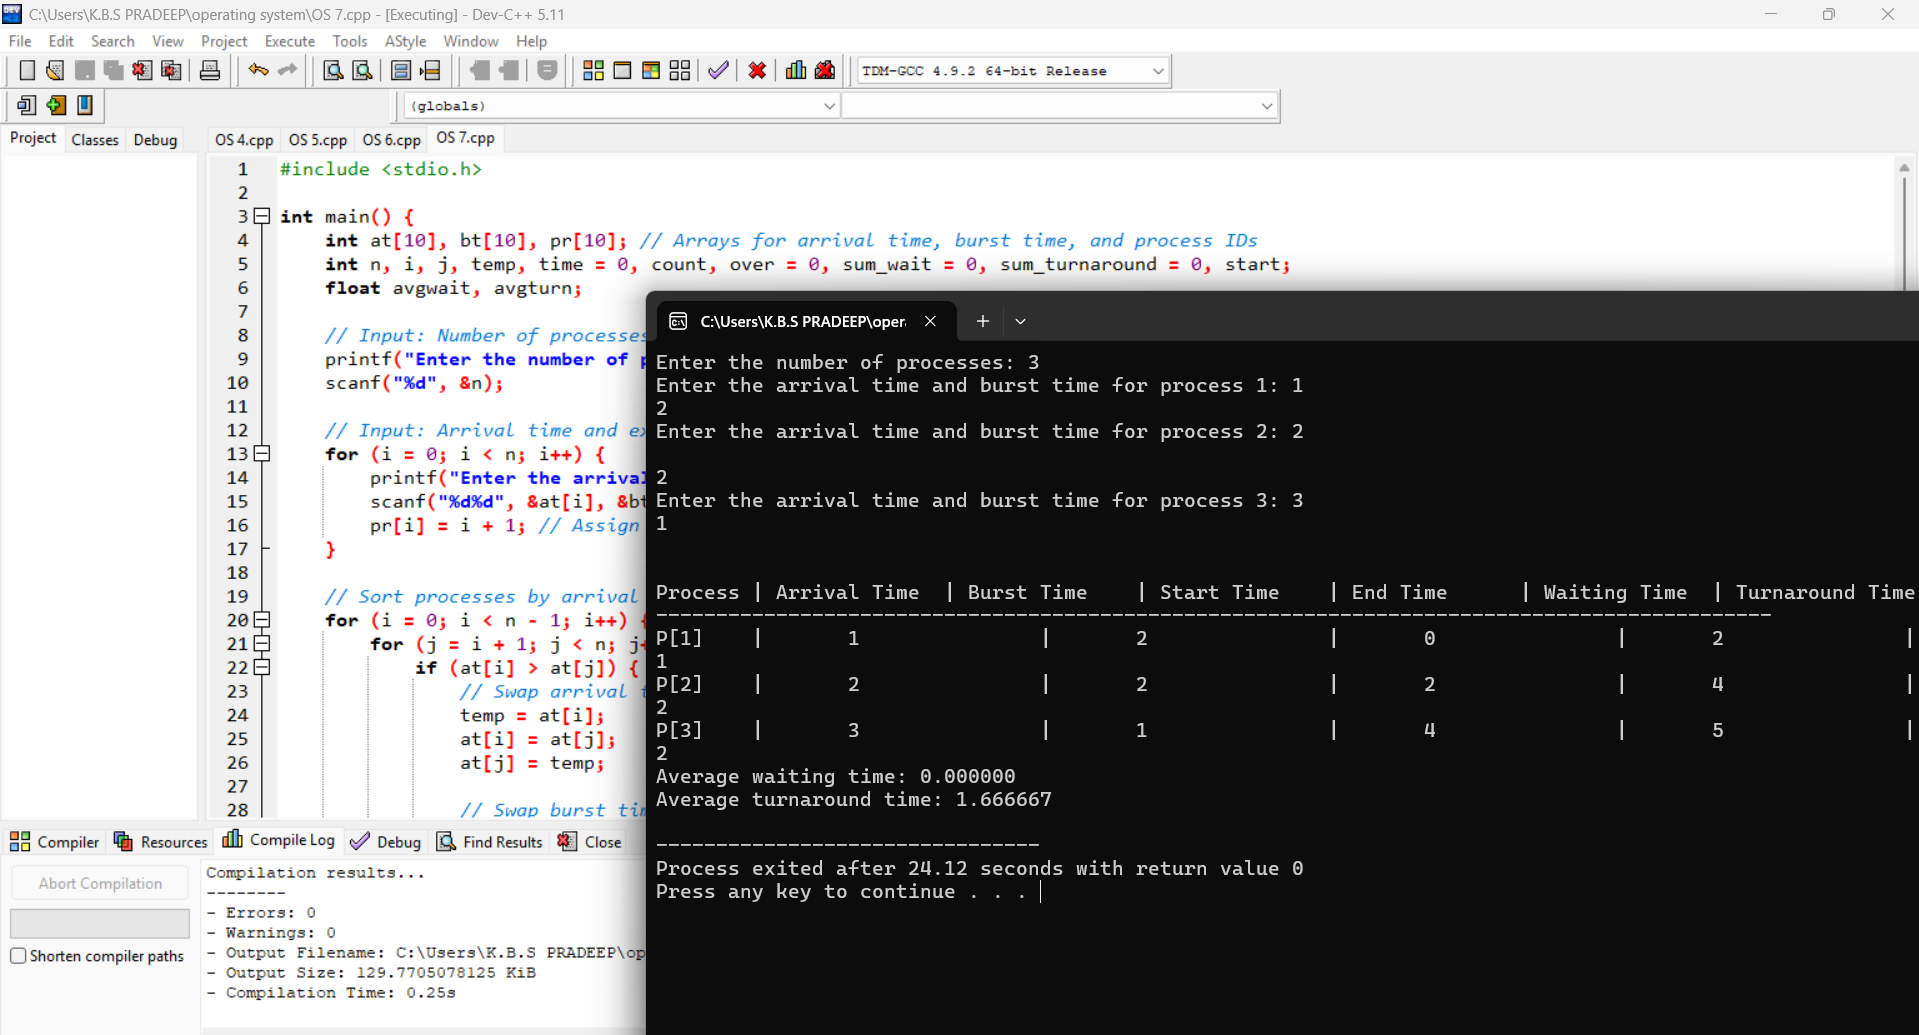 C:\Users\K.B.S PRADEEP\operating system\OS 7.cpp - [Executing] - Dev-C++ 5.11
File Edit Search View Project Execute Tools AStyle Window Help
TDM-GCC 4.9.2 64-bit Release
(globals)
Project Classes Debug
OS 4.cpp OS 5.cpp OS 6.cpp OS 7.cpp
1 #include <stdio.h>
2
3 int main() {
4 int at[10], bt[10], pr[10]; // Arrays for arrival time, burst time, and process IDs
5 int n, i, j, temp, time = 0, count, over = 0, sum_wait = 0, sum_turnaround = 0, start;
6 float avgwait, avgturn;
7
8 // Input: Number of processes
9 printf("Enter the number of
10 scanf("%d", &n);
11
12 // Input: Arrival time and
13 for (i = 0; i < n; i++) {
14 printf("Enter the arrival
15 scanf("%d%d", &at[i], &bt
16 pr[i] = i + 1; // Assign
17 }
18
19 // Sort processes by arrival
20 for (i = 0; i < n - 1; i++)
21 for (j = i + 1; j < n; j
22 if (at[i] > at[j]) {
23 // Swap arrival
24 temp = at[i];
25 at[i] = at[j];
26 at[j] = temp;
27
28 // Swap burst
C:\Users\K.B.S PRADEEP\oper
Enter the number of processes: 3
Enter the arrival time and burst time for process 1: 1
2
Enter the arrival time and burst time for process 2: 2
2
Enter the arrival time and burst time for process 3: 3
1
Process | Arrival Time | Burst Time | Start Time | End Time | Waiting Time | Turnaround Time
----------------------------------------------------------------------------------------------
P[1] | 1 | 2 | 0 | 2 |
1
P[2] | 2 | 2 | 2 | 4 |
2
P[3] | 3 | 1 | 4 | 5 |
2
Average waiting time: 0.000000
Average turnaround time: 1.666667
--------------------------------
Process exited after 24.12 seconds with return value 0
Press any key to continue . . .
Compiler Resources Compile Log Debug Find Results Close
Abort Compilation
Shorten compiler paths
Compilation results...
--------
- Errors: 0
- Warnings: 0
- Output Filename: C:\Users\K.B.S PRADEEP\op
- Output Size: 129.7705078125 KiB
- Compilation Time: 0.25s